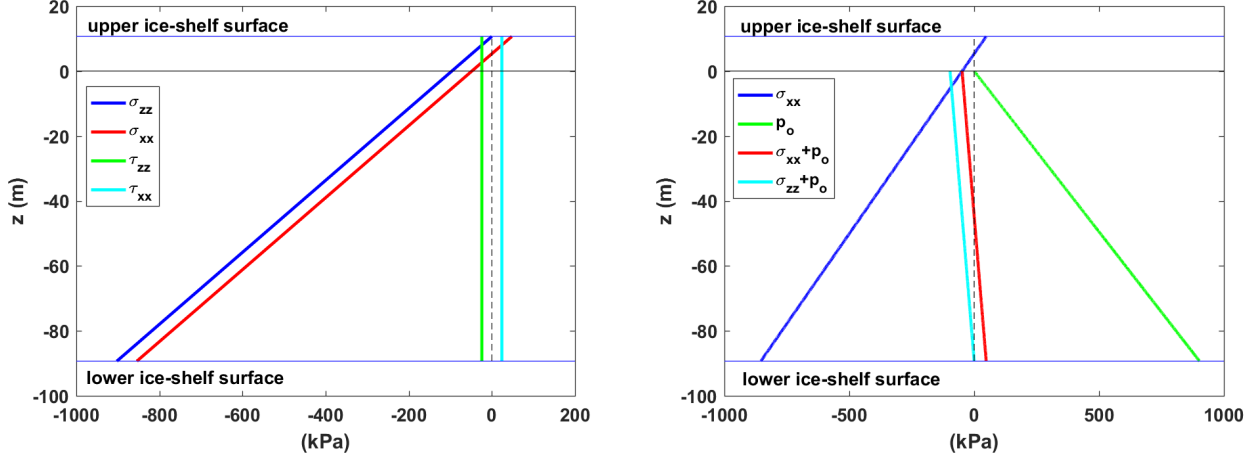 upper ice-shelf surface
20
0
-20
-40
-60
-80
-100
z (m)
σzz
σxx
τzz
τxx
lower ice-shelf surface
-1000 -800 -600 -400 -200 0 200
(kPa)
upper ice-shelf surface
20
0
-20
-40
-60
-80
-100
z (m)
σxx
po
σxx+po
σzz+po
lower ice-shelf surface
-1000 -500 0 500 1000
(kPa)